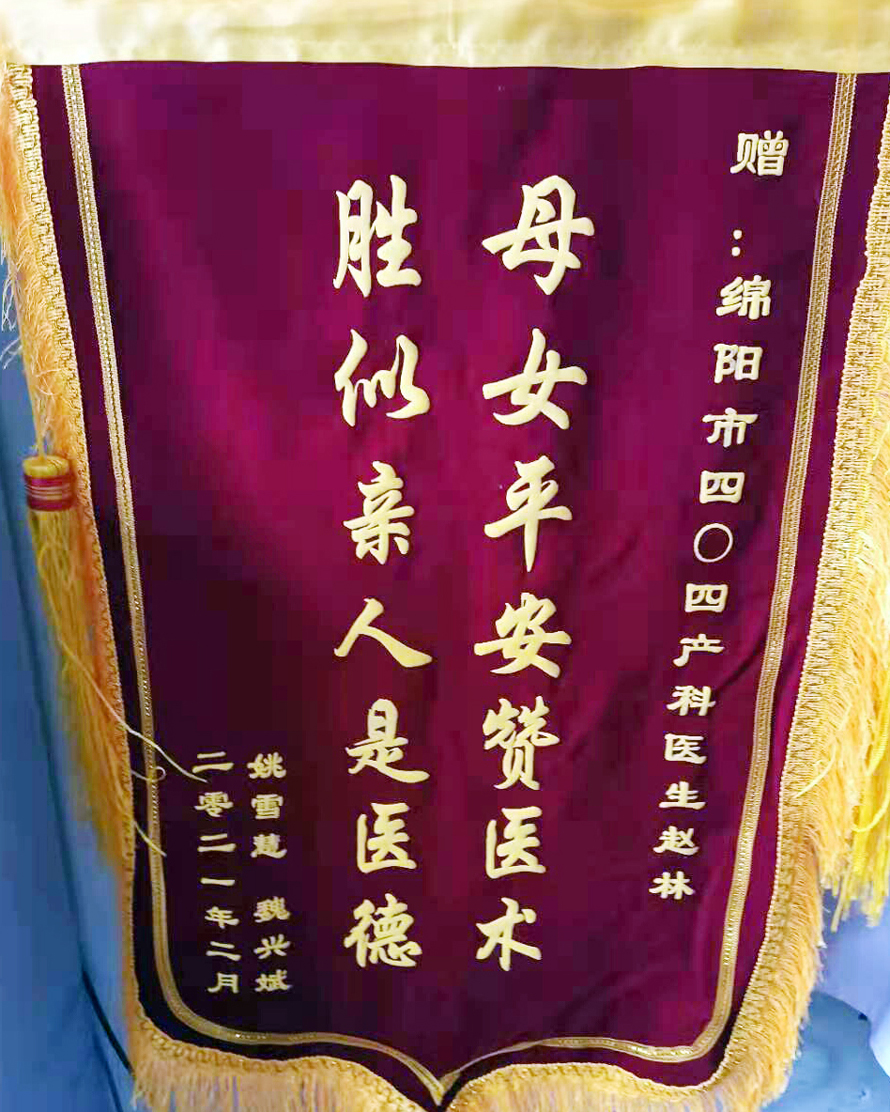 赠：绵阳市四〇四产科医生赵林
母女平安赞医术
胜似亲人是医德
姚雪慧 魏兴斌
二零二一年二月